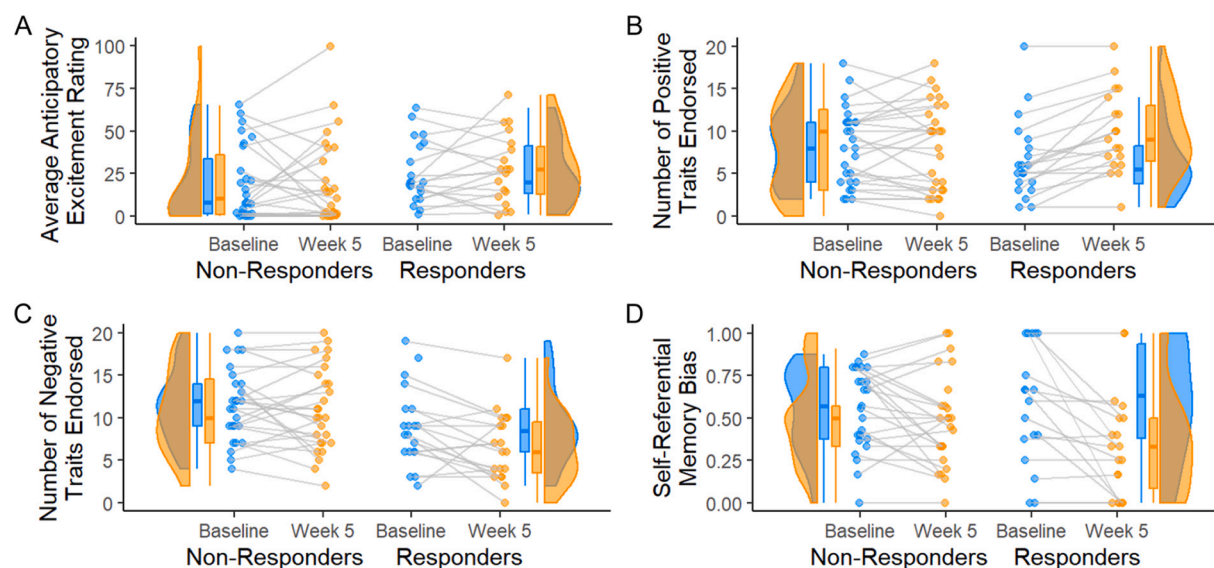 A
Average Anticipatory
Excitement Rating
100
75
50
25
0
Baseline Week 5 Baseline Week 5
Non-Responders Responders
B
Number of Positive
Traits Endorsed
20
15
10
5
0
Baseline Week 5 Baseline Week 5
Non-Responders Responders
C
Number of Negative
Traits Endorsed
20
15
10
5
0
Baseline Week 5 Baseline Week 5
Non-Responders Responders
D
Self-Referential
Memory Bias
1.00
0.75
0.50
0.25
0.00
Baseline Week 5 Baseline Week 5
Non-Responders Responders